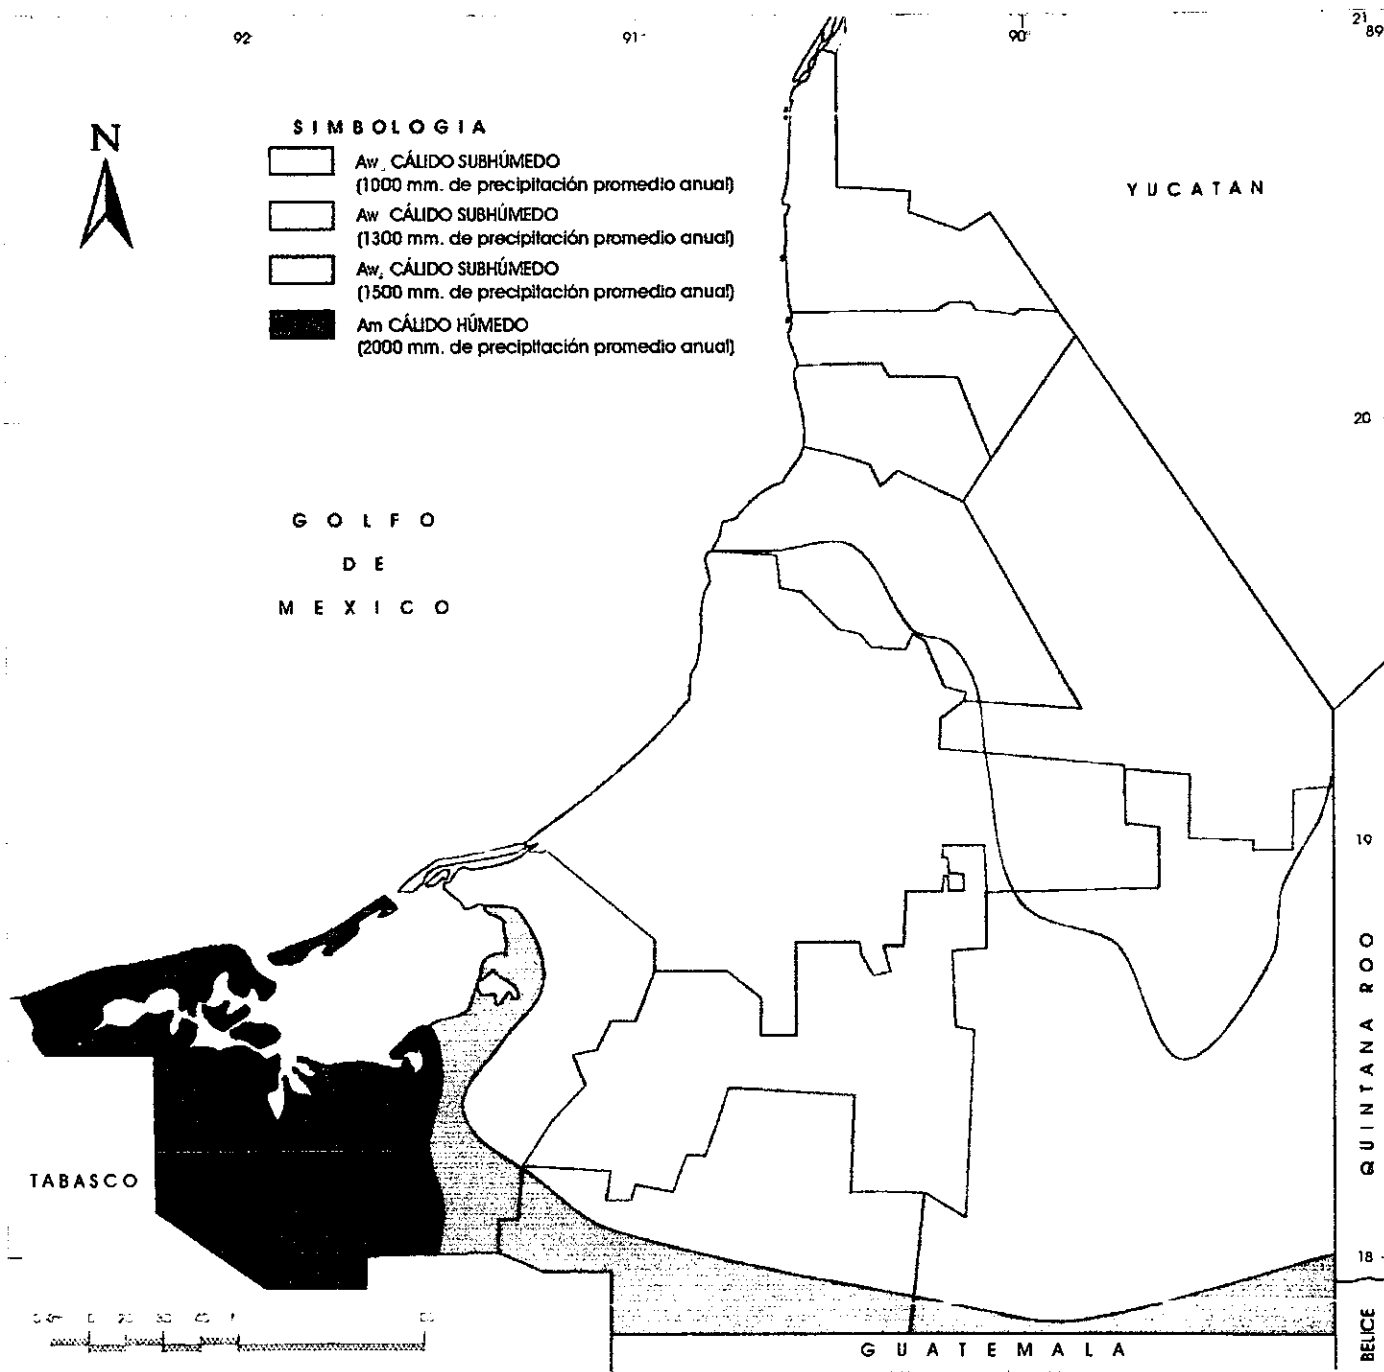 92
91
90
21
89
N
SIMBOLOGIA
Aw CÁLIDO SUBHÚMEDO
(1000 mm. de precipitación promedio anual)
Aw CÁLIDO SUBHÚMEDO
(1300 mm. de precipitación promedio anual)
Aw CÁLIDO SUBHÚMEDO
(1500 mm. de precipitación promedio anual)
Am CÁLIDO HÚMEDO
(2000 mm. de precipitación promedio anual)
YUCATAN
20
GOLFO
DE
MEXICO
19
QUINTANA ROO
TABASCO
18
BELICE
GUATEMALA